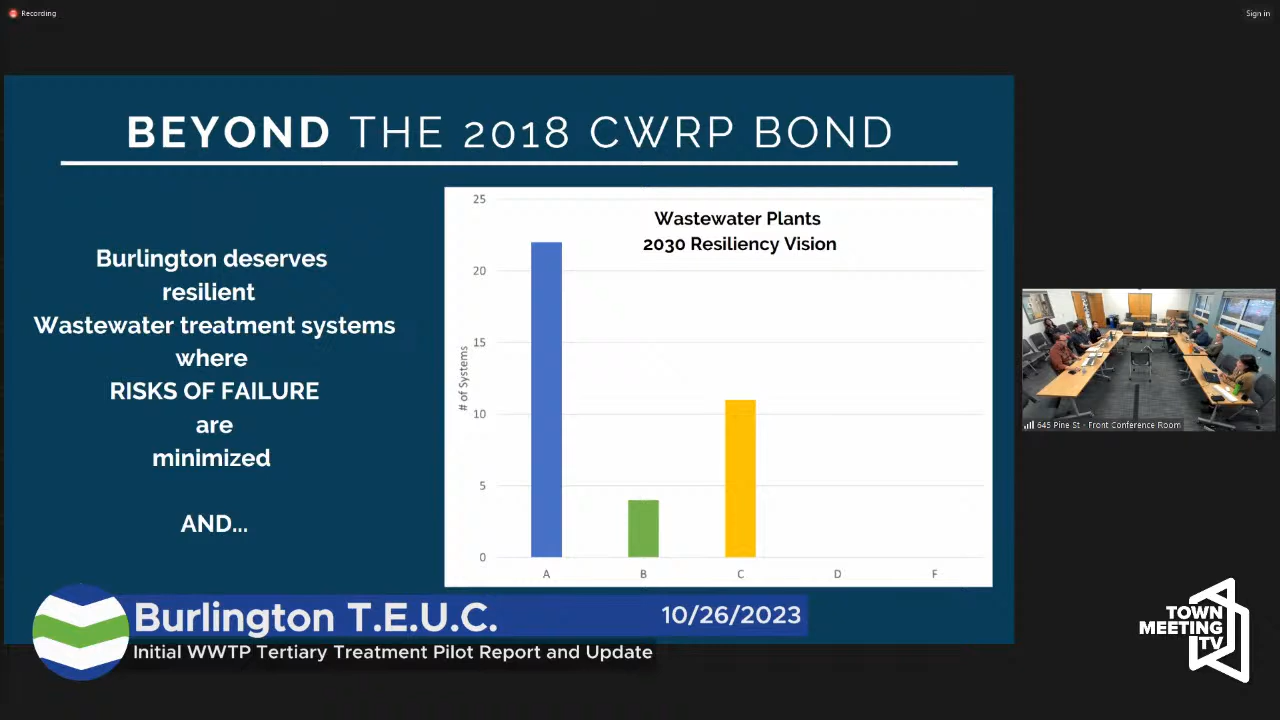 Recording
Sign in
BEYOND THE 2018 CWRP BOND
Burlington deserves
resilient
Wastewater treatment systems
where
RISKS OF FAILURE
are
minimized
AND...
Wastewater Plants
2030 Resiliency Vision
# of Systems
25
20
15
10
5
0
A B C D F
645 Pine St - Front Conference Room
Burlington T.E.U.C.
10/26/2023
Initial WWTP Tertiary Treatment Pilot Report and Update
TOWN
MEETING
TV